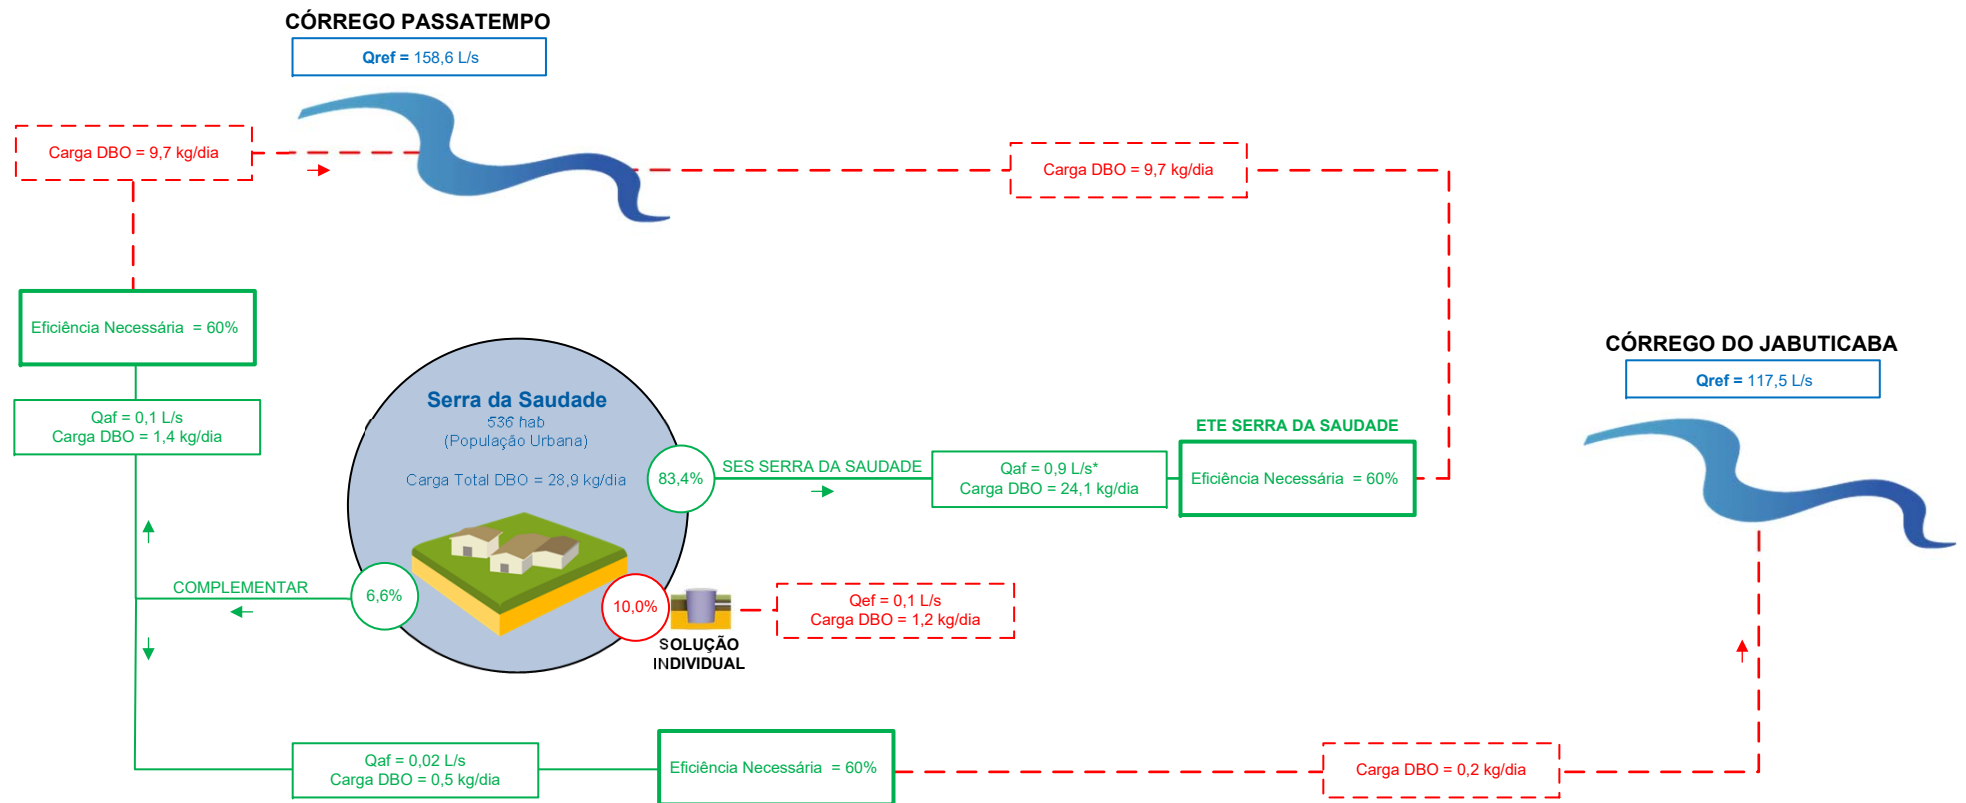 CÓRREGO PASSATEMPO
Qref = 158,6 L/s
Carga DBO = 9,7 kg/dia
Carga DBO = 9,7 kg/dia
Eficiência Necessária = 60%
CÓRREGO DO JABUTICABA
Qref = 117,5 L/s
Serra da Saudade
536 hab
(População Urbana)
Carga Total DBO = 28,9 kg/dia
Qaf = 0,1 L/s
Carga DBO = 1,4 kg/dia
83,4%
SES SERRA DA SAUDADE
Qaf = 0,9 L/s*
Carga DBO = 24,1 kg/dia
ETE SERRA DA SAUDADE
Eficiência Necessária = 60%
COMPLEMENTAR
6,6%
10,0%
SOLUÇÃO
INDIVIDUAL
Qef = 0,1 L/s
Carga DBO = 1,2 kg/dia
Qaf = 0,02 L/s
Carga DBO = 0,5 kg/dia
Eficiência Necessária = 60%
Carga DBO = 0,2 kg/dia